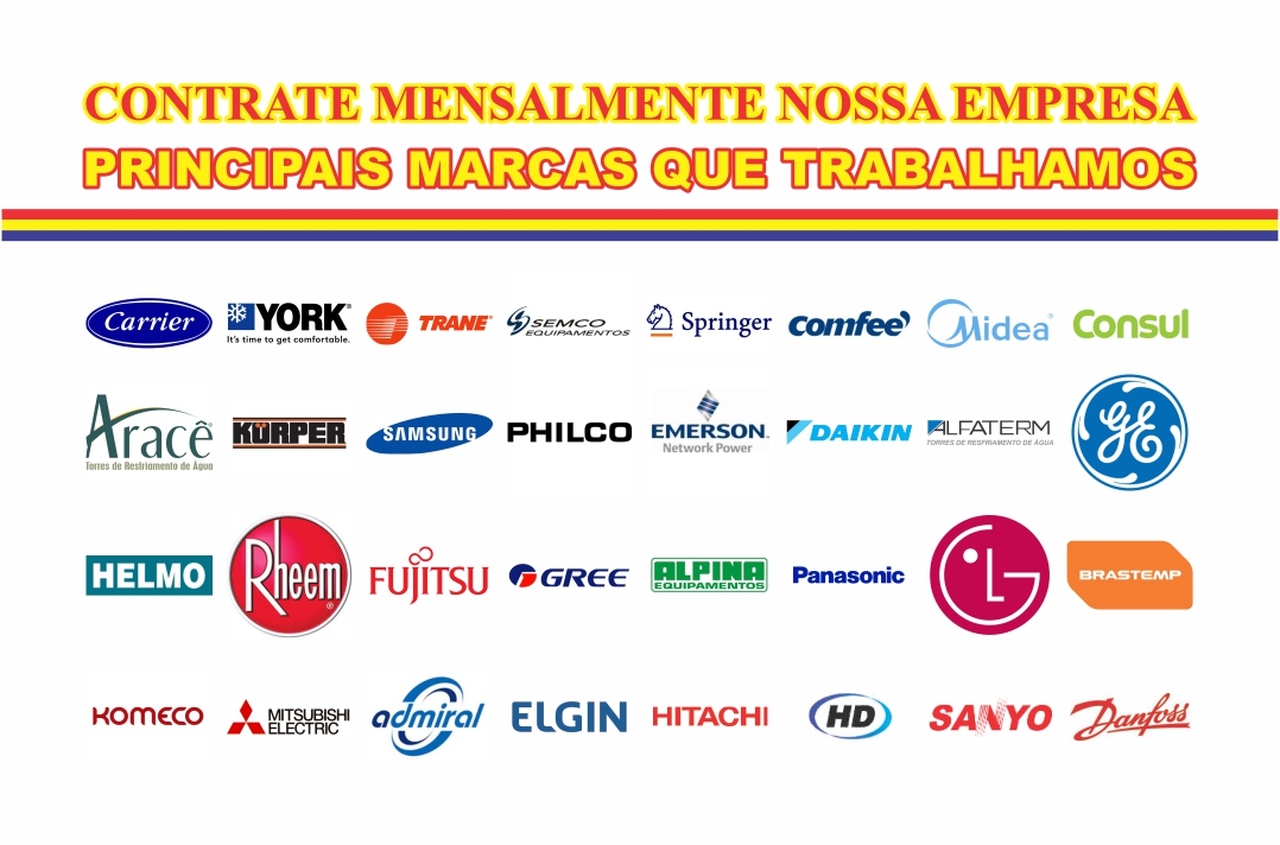 CONTRATE MENSALMENTE NOSSA EMPRESA
PRINCIPAIS MARCAS QUE TRABALHAMOS
Carrier
YORK®
It's time to get comfortable.
TRANE®
SEMCO
EQUIPAMENTOS
Springer
comfee'
Midea®
Consul
Aracê®
Torres de Resfriamento de Água
KÖRPER
SAMSUNG
PHILCO
EMERSON.
Network Power
DAIKIN
ALFATERM
TORRES DE RESFRIAMENTO DE ÁGUA
GE
HELMO
Rheem®
FUJITSU
GREE
ALPINA
EQUIPAMENTOS
Panasonic
LG
BRASTEMP
KOMECO
MITSUBISHI
ELECTRIC
admiral
ELGIN
HITACHI
HD
SANYO
Danfoss